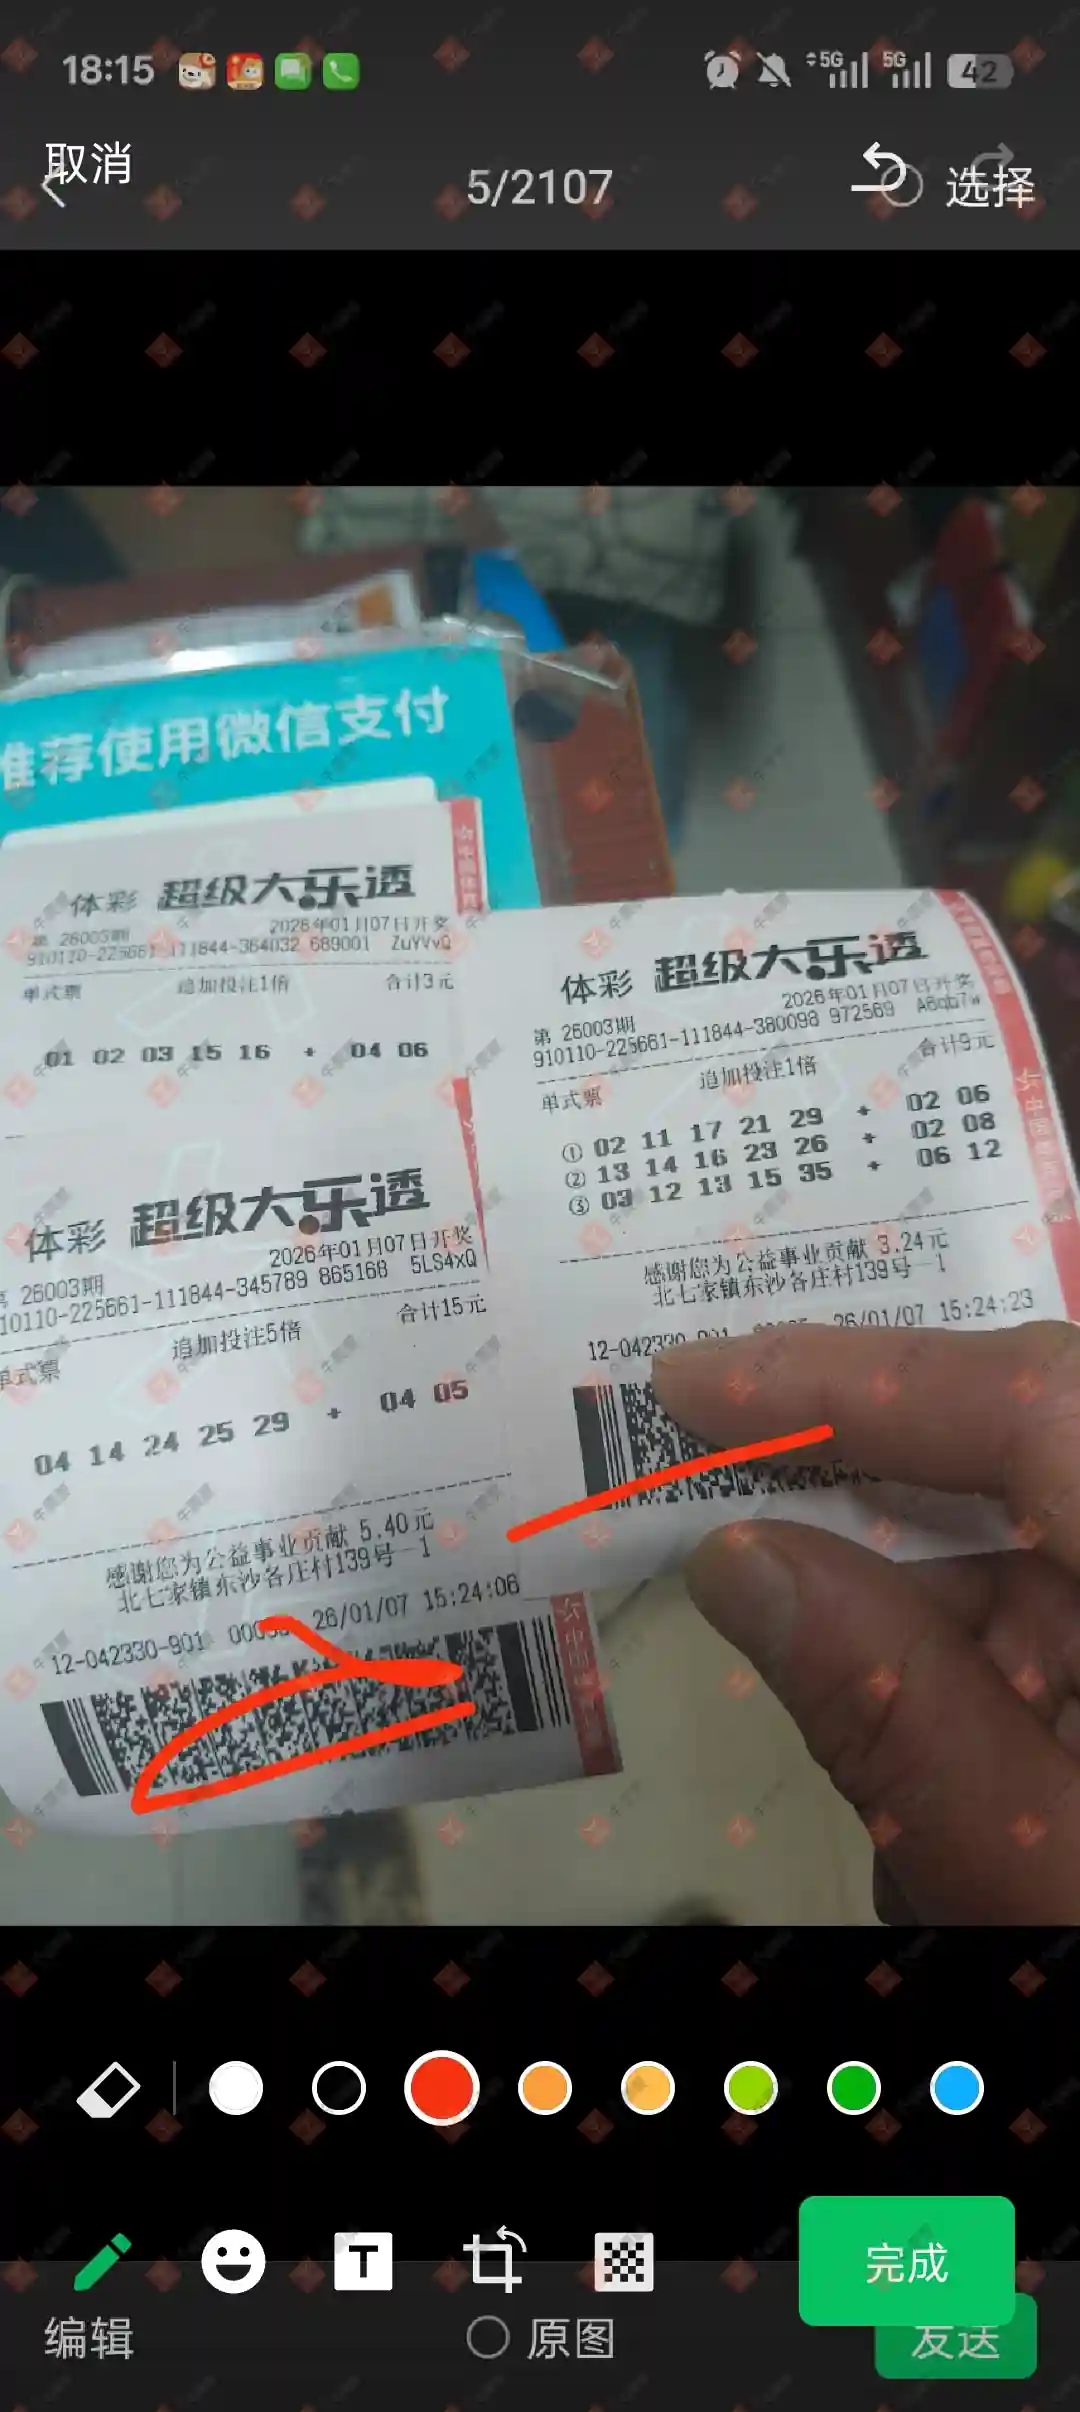 18:15
5G
5G
42
取消
5/2107
选择
推荐使用微信支付
体彩 超级大乐透
2026年01月07日开奖
第 26003期
910110-225661-111844-364032 689001 ZuYVvQ
单式票 追加投注1倍 合计3元
01 02 03 15 16 + 04 06
体彩 超级大乐透
2026年01月07日开奖
第 26003期
10110-225661-111844-345789 865168 5LS4xQ
合计15元
追加投注5倍
单式票
04 14 24 25 29 + 04 05
感谢您为公益事业贡献 5.40元
北七家镇东沙各庄村139号-1
12-042330-901 26/01/07 15:24:06
体彩 超级大乐透
2026年01月07日开奖
第 26003期
910110-225661-111844-380098 972569 A6qb7w
合计9元
追加投注1倍
单式票
① 02 11 17 21 29 + 02 06
② 13 14 16 23 26 + 02 08
③ 03 12 13 15 35 + 06 12
感谢您为公益事业贡献 3.24元
北七家镇东沙各庄村139号-1
12-042330-901 26/01/07 15:24:23
T
完成
编辑
原图
发送